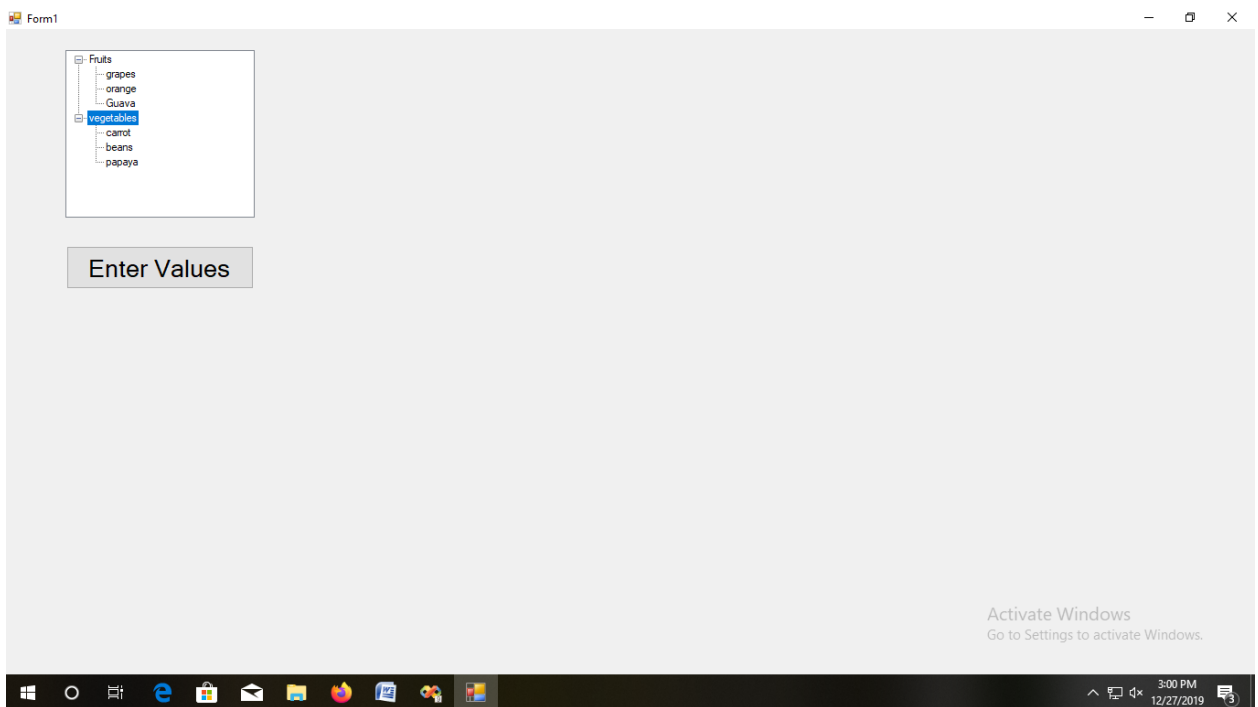 Form1
Fruits
grapes
orange
Guava
vegetables
carrot
beans
papaya
Enter Values
Activate Windows
Go to Settings to activate Windows.
3:00 PM
12/27/2019
3